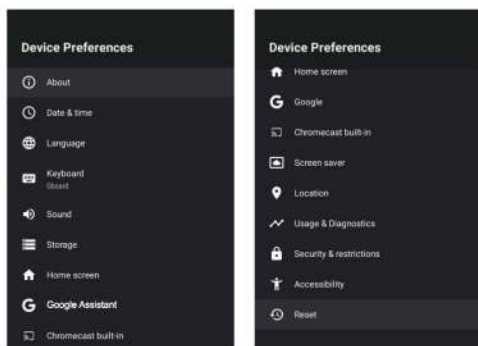 Device Preferences
About
Date & time
Language
Keyboard
Gboard
Sound
Storage
Home screen
Google Assistant
Chromecast built-in
Device Preferences
Home screen
Google
Chromecast built-in
Screen saver
Location
Usage & Diagnostics
Security & restrictions
Accessibility
Reset